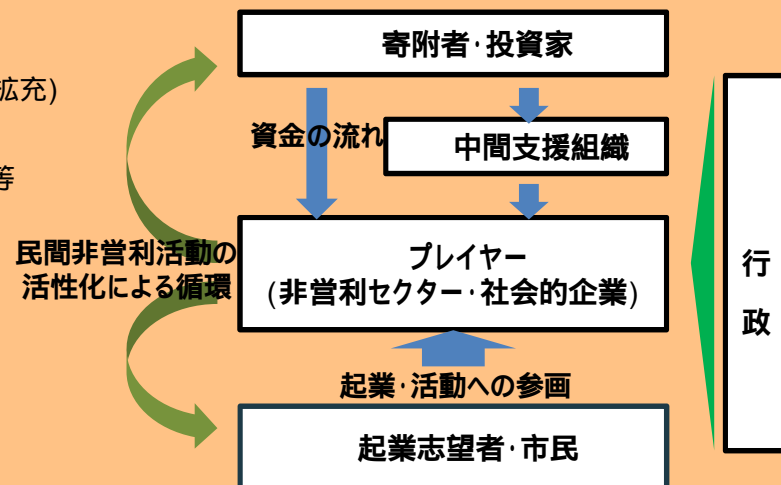 寄附者・投資家
拡充)
資金の流れ
中間支援組織
等
民間非営利活動の
活性化による循環
プレイヤー
(非営利セクター・社会的企業)
行
政
起業・活動への参画
起業志望者・市民